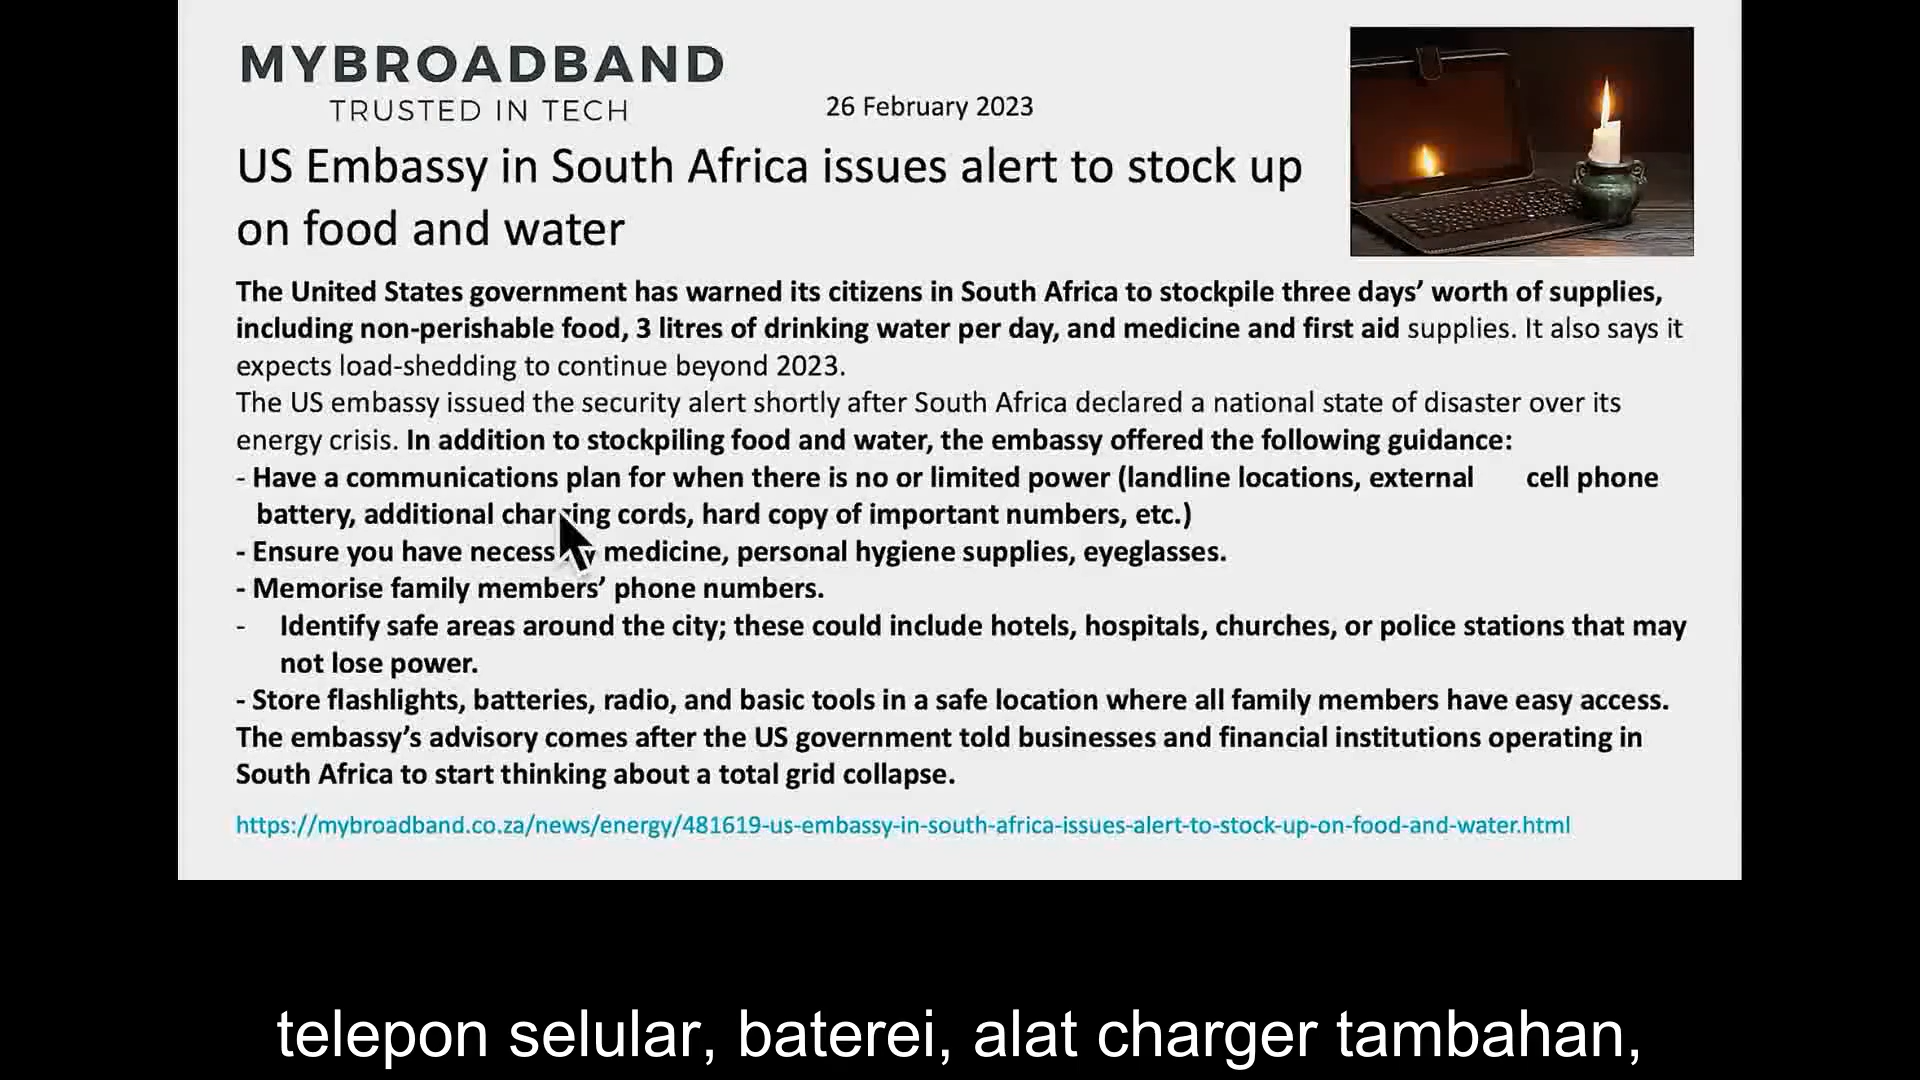 MYBROADBAND
TRUSTED IN TECH
26 February 2023
US Embassy in South Africa issues alert to stock up
on food and water
The United States government has warned its citizens in South Africa to stockpile three days’ worth of supplies,
including non-perishable food, 3 litres of drinking water per day, and medicine and first aid supplies. It also says it
expects load-shedding to continue beyond 2023.
The US embassy issued the security alert shortly after South Africa declared a national state of disaster over its
energy crisis. In addition to stockpiling food and water, the embassy offered the following guidance:
- Have a communications plan for when there is no or limited power (landline locations, external cell phone
battery, additional charging cords, hard copy of important numbers, etc.)
- Ensure you have necessary medicine, personal hygiene supplies, eyeglasses.
- Memorise family members’ phone numbers.
- Identify safe areas around the city; these could include hotels, hospitals, churches, or police stations that may
not lose power.
- Store flashlights, batteries, radio, and basic tools in a safe location where all family members have easy access.
The embassy’s advisory comes after the US government told businesses and financial institutions operating in
South Africa to start thinking about a total grid collapse.
https://mybroadband.co.za/news/energy/481619-us-embassy-in-south-africa-issues-alert-to-stock-up-on-food-and-water.html
telepon selular, baterei, alat charger tambahan,